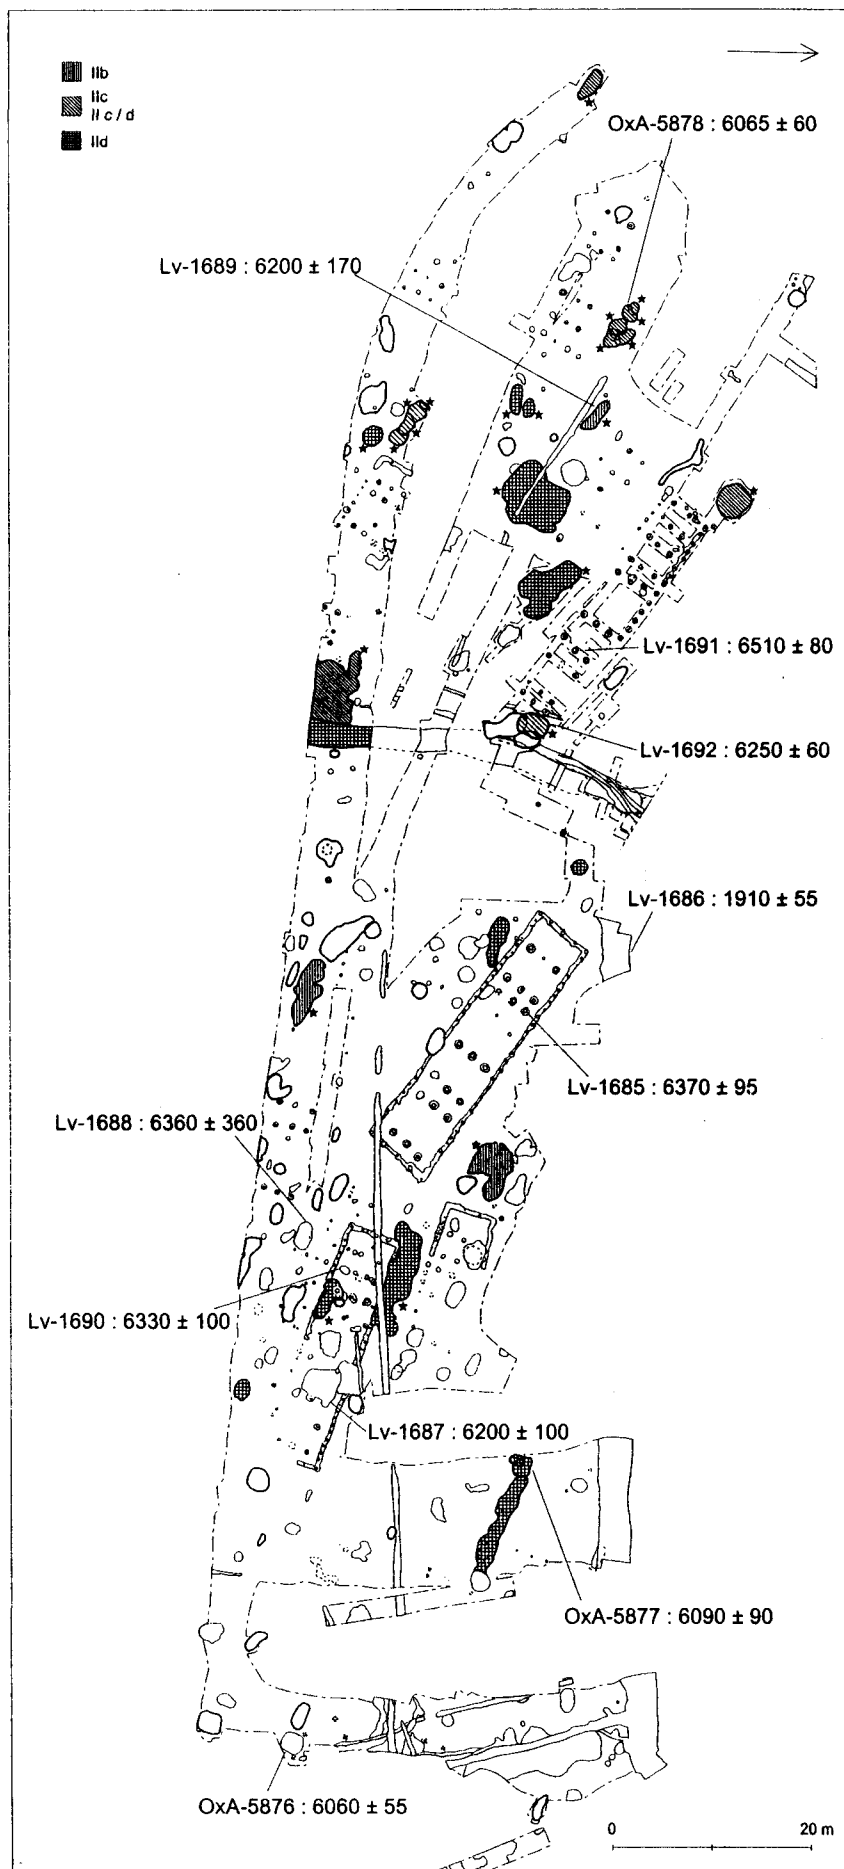 IIb
IIc
II c / d
IId
OxA-5878 : 6065 ± 60
Lv-1689 : 6200 ± 170
Lv-1691 : 6510 ± 80
Lv-1692 : 6250 ± 60
Lv-1686 : 1910 ± 55
Lv-1685 : 6370 ± 95
Lv-1688 : 6360 ± 360
Lv-1690 : 6330 ± 100
Lv-1687 : 6200 ± 100
OxA-5877 : 6090 ± 90
OxA-5876 : 6060 ± 55
0 20 m